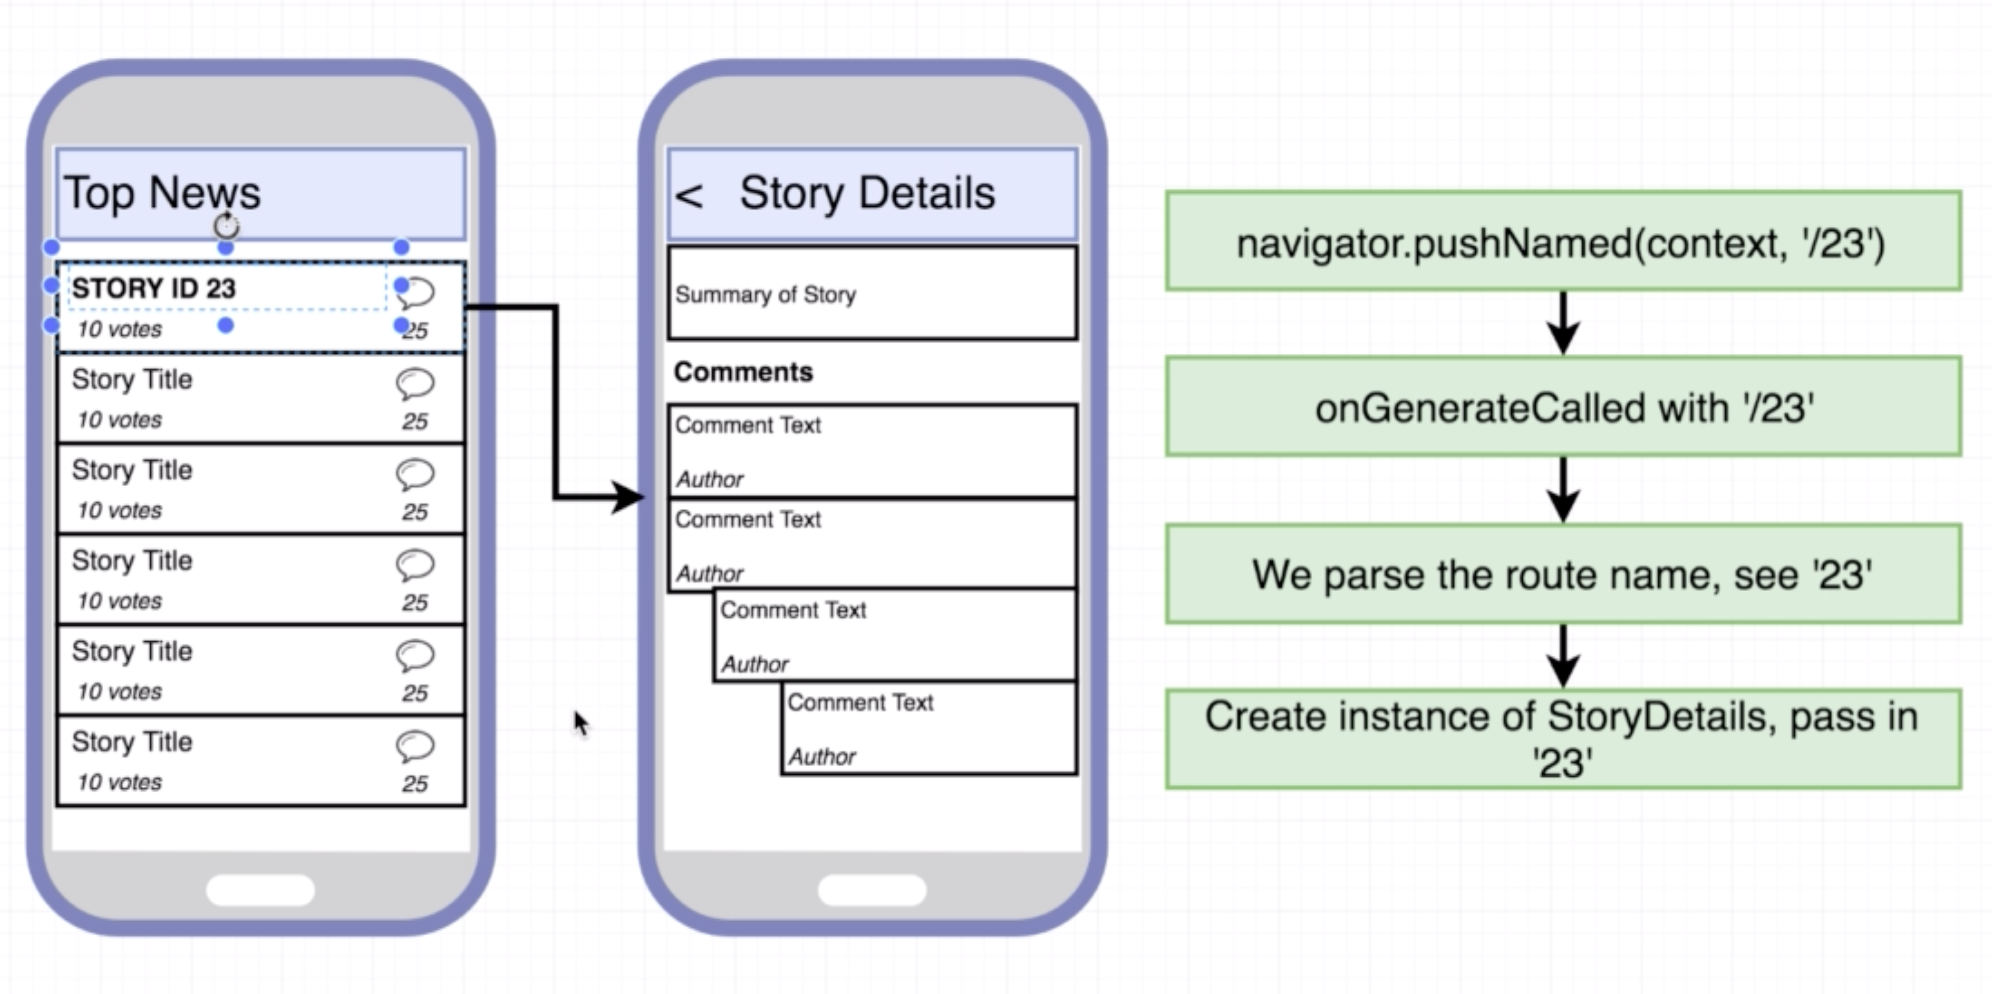 Top News
STORY ID 23
10 votes
25
Story Title
10 votes
25
Story Title
10 votes
25
Story Title
10 votes
25
Story Title
10 votes
25
Story Title
10 votes
25
< Story Details
Summary of Story
Comments
Comment Text
Author
Comment Text
Author
Comment Text
Author
Comment Text
Author
navigator.pushNamed(context, '/23')
onGenerateCalled with '/23'
We parse the route name, see '23'
Create instance of StoryDetails, pass in
'23'